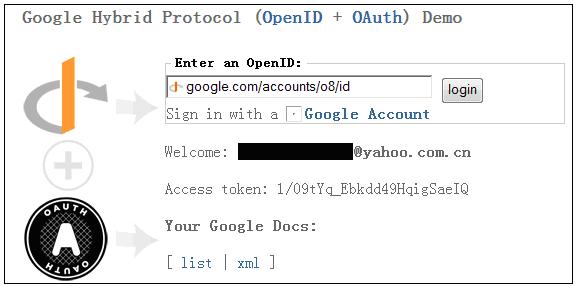 Google Hybrid Protocol (OpenID + OAuth) Demo
Enter an OpenID:
google.com/accounts/o8/id
login
Sign in with a Google Account
Welcome: @yahoo.com.cn
Access token: 1/09tYq_Ebkdd49HqigSaeIQ
OAUTH
A
OAUTH
Your Google Docs:
[ list | xml ]